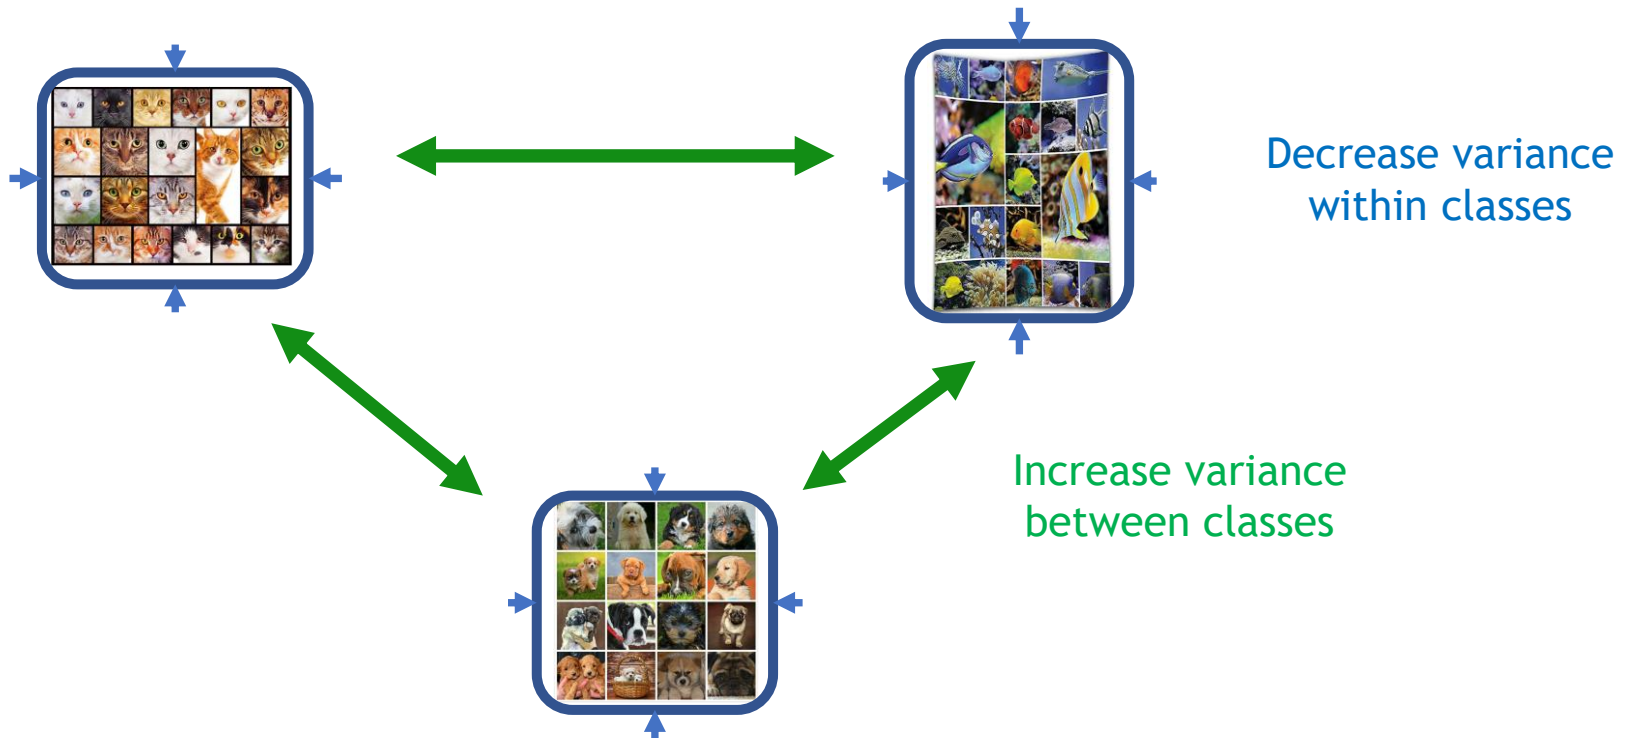 Decrease variance
within classes
Increase variance
between classes